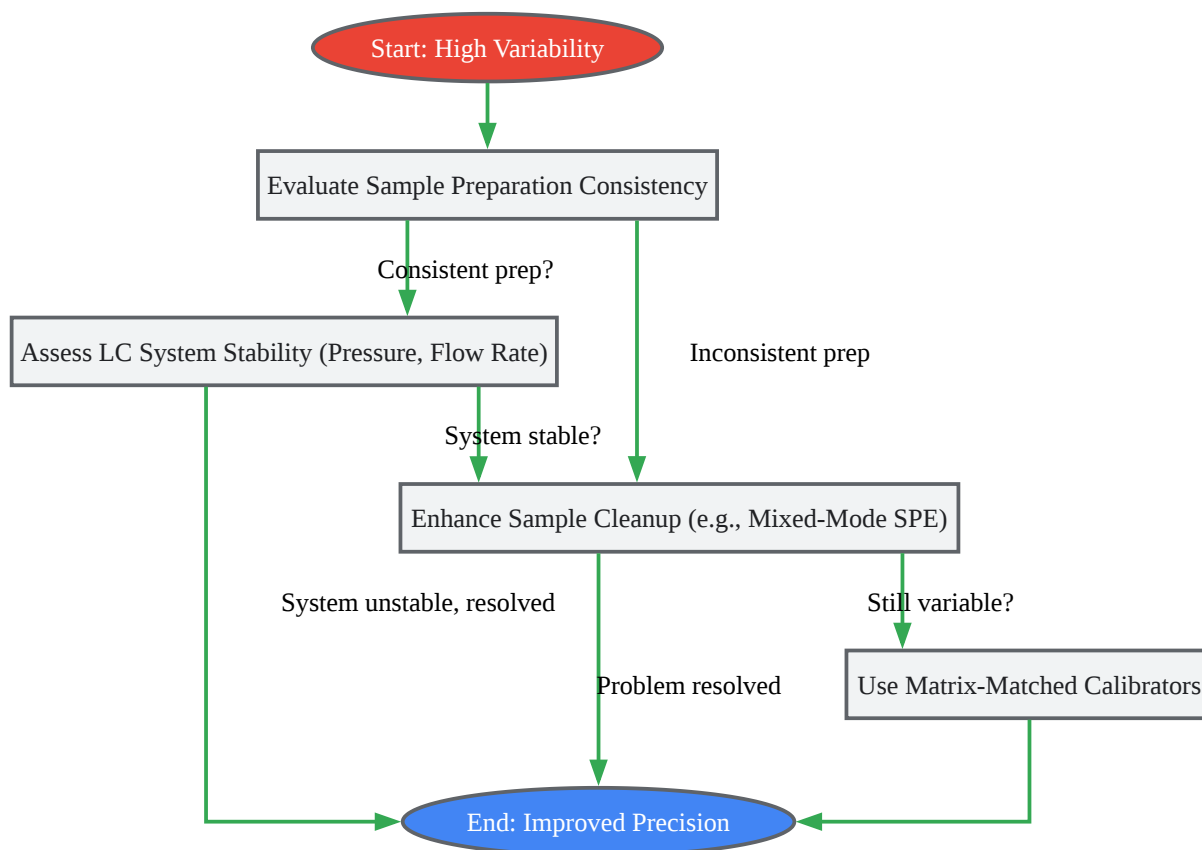 Start: High Variability
Evaluate Sample Preparation Consistency
Consistent prep?
Assess LC System Stability (Pressure, Flow Rate)
Inconsistent prep
System stable?
Enhance Sample Cleanup (e.g., Mixed-Mode SPE)
System unstable, resolved
Still variable?
Problem resolved
Use Matrix-Matched Calibrators
End: Improved Precision